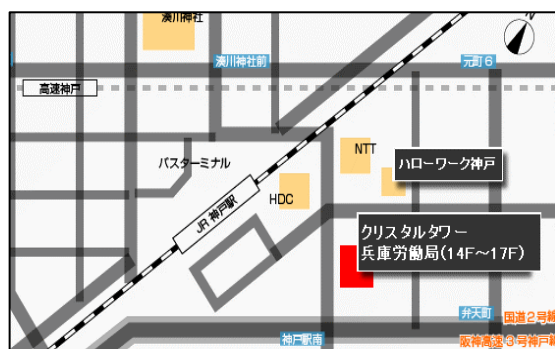 湊川神社
湊川神社前
元町6
高速神戸
NTT
ハローワーク神戸
バスターミナル
HDC
JR 神戸駅
クリスタルタワー
兵庫労働局(14F～17F)
弁天町
国道2号線
神戸駅南
阪神高速3号神戸線